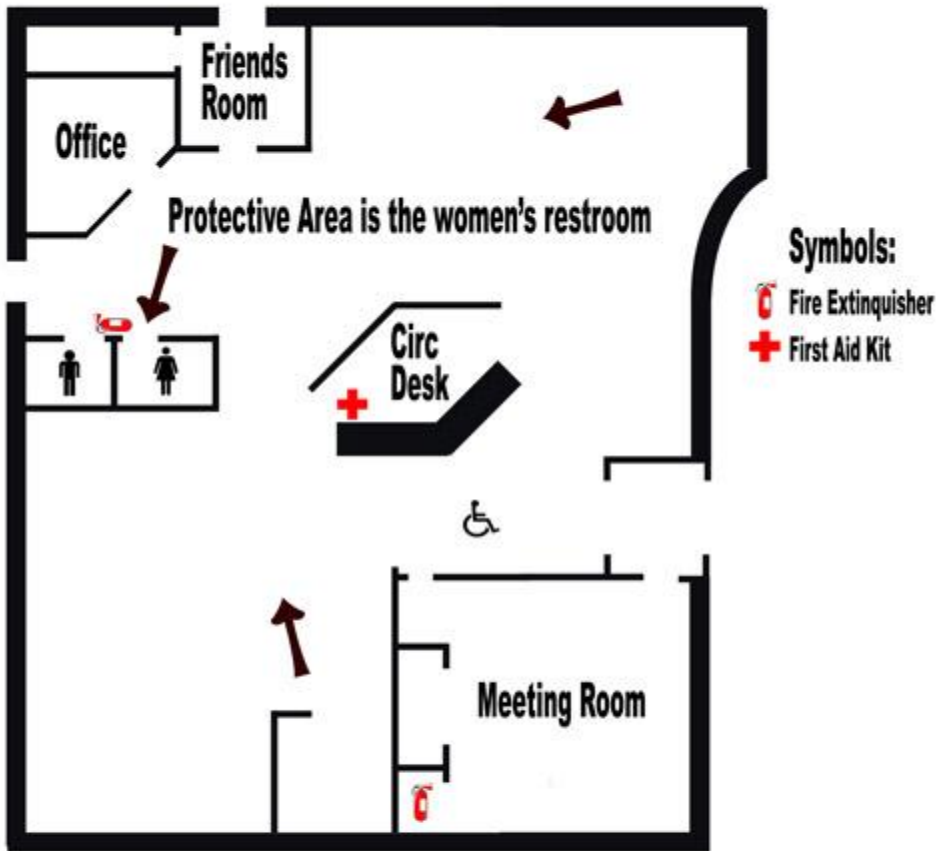 Friends
Room
Office
Protective Area is the women's restroom
Symbols:
Fire Extinguisher
First Aid Kit
Circ
Desk
Meeting Room